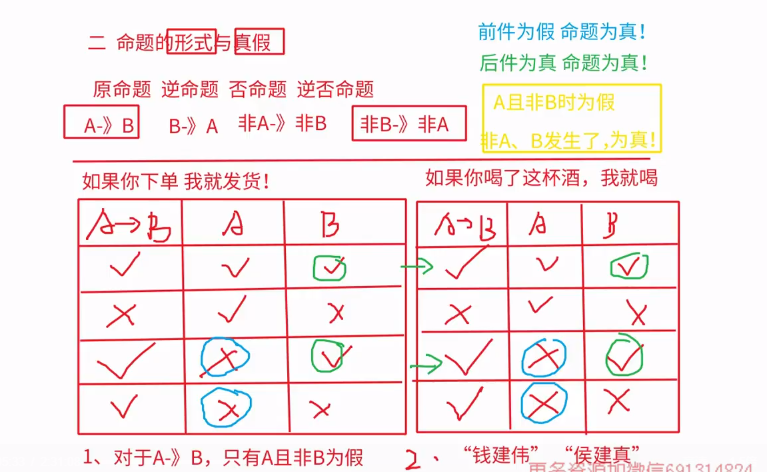 二 命题的形式与真假
前件为假 命题为真！
后件为真 命题为真！
原命题 逆命题 否命题 逆否命题
A-》B B-》A 非A-》非B 非B-》非A
A且非B时为假
非A、B发生了,为真！
如果你下单 我就发货！
如果你喝了这杯酒，我就喝
A→B A B
A→B A B
1、对于A-》B，只有A且非B为假
2、“钱建伟” “侯建真”
更多资源加微信691314824